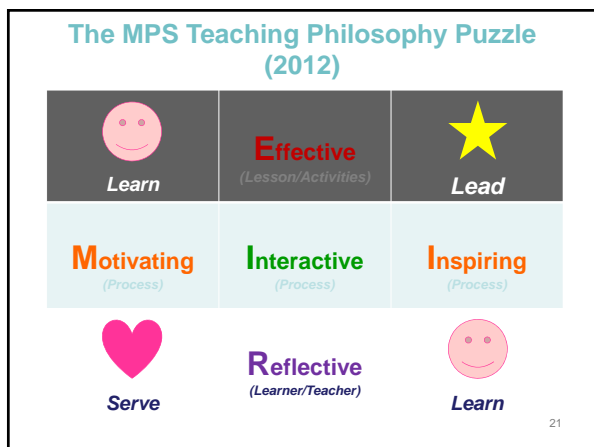 The MPS Teaching Philosophy Puzzle
(2012)
Learn
Effective
(Lesson/Activities)
Lead
Motivating
(Process)
Interactive
(Process)
Inspiring
(Process)
Serve
Reflective
(Learner/Teacher)
Learn
21